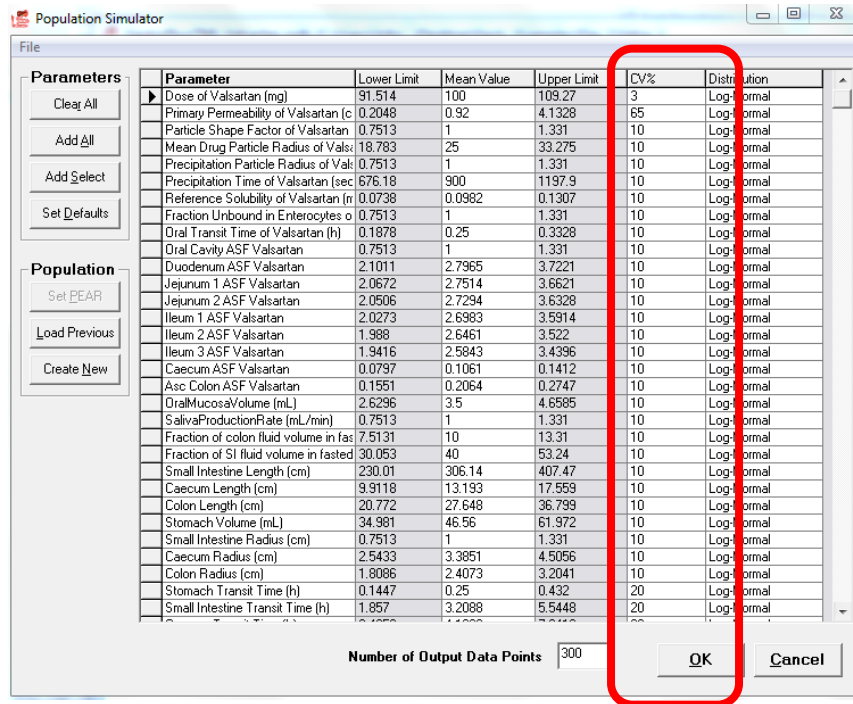 Population Simulator
File
Parameters
Clear All
Add All
Add Select
Set Defaults
Population
Set PEAR
Load Previous
Create New
Parameter Lower Limit Mean Value Upper Limit CV% Distribution
Dose of Valsartan (mg) 91.514 100 109.27 3 Log-Normal
Primary Permeability of Valsartan (c 0.2048 0.92 4.1328 65 Log-Normal
Particle Shape Factor of Valsartan 0.7513 1 1.331 10 Log-Normal
Mean Drug Particle Radius of Valsa 18.783 25 33.275 10 Log-Normal
Precipitation Particle Radius of Vals 0.7513 1 1.331 10 Log-Normal
Precipitation Time of Valsartan (sec 676.18 900 1197.9 10 Log-Normal
Reference Solubility of Valsartan (m 0.0738 0.0982 0.1307 10 Log-Normal
Fraction Unbound in Enterocytes o 0.7513 1 1.331 10 Log-Normal
Oral Transit Time of Valsartan (h) 0.1878 0.25 0.3328 10 Log-Normal
Oral Cavity ASF Valsartan 0.7513 1 1.331 10 Log-Normal
Duodenum ASF Valsartan 2.1011 2.7965 3.7221 10 Log-Normal
Jejunum 1 ASF Valsartan 2.0672 2.7514 3.6621 10 Log-Normal
Jejunum 2 ASF Valsartan 2.0506 2.7294 3.6328 10 Log-Normal
Ileum 1 ASF Valsartan 2.0273 2.6983 3.5914 10 Log-Normal
Ileum 2 ASF Valsartan 1.988 2.6461 3.522 10 Log-Normal
Ileum 3 ASF Valsartan 1.9416 2.5843 3.4396 10 Log-Normal
Caecum ASF Valsartan 0.0797 0.1061 0.1412 10 Log-Normal
Asc Colon ASF Valsartan 0.1551 0.2064 0.2747 10 Log-Normal
OralMucosaVolume (mL) 2.6296 3.5 4.6585 10 Log-Normal
SalivaProductionRate (mL/min) 0.7513 1 1.331 10 Log-Normal
Fraction of colon fluid volume in fas 7.5131 10 13.31 10 Log-Normal
Fraction of SI fluid volume in fasted 30.053 40 53.24 10 Log-Normal
Small Intestine Length (cm) 230.01 306.14 407.47 10 Log-Normal
Caecum Length (cm) 9.9118 13.193 17.559 10 Log-Normal
Colon Length (cm) 20.772 27.648 36.799 10 Log-Normal
Stomach Volume (mL) 34.981 46.56 61.972 10 Log-Normal
Small Intestine Radius (cm) 0.7513 1 1.331 10 Log-Normal
Caecum Radius (cm) 2.5433 3.3851 4.5056 10 Log-Normal
Colon Radius (cm) 1.8086 2.4073 3.2041 10 Log-Normal
Stomach Transit Time (h) 0.1447 0.25 0.432 20 Log-Normal
Small Intestine Transit Time (h) 1.857 3.2088 5.5448 20 Log-Normal
Number of Output Data Points 300
OK
Cancel